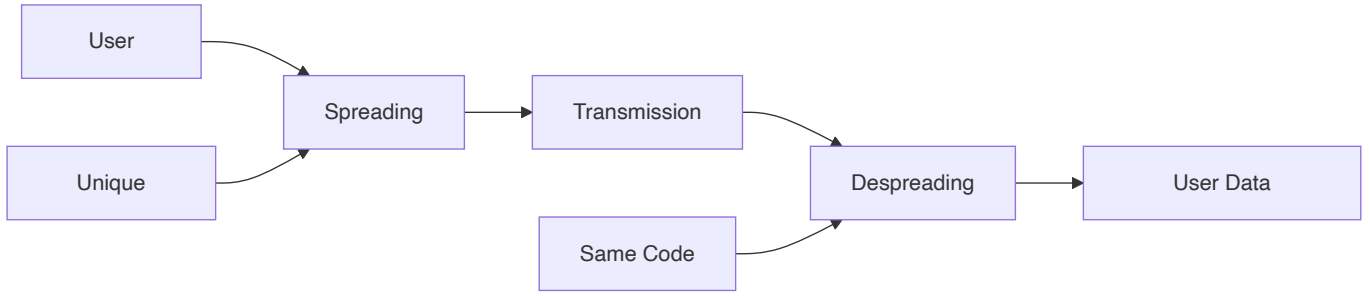 User
Unique
Spreading
Transmission
Same Code
Despreading
User Data